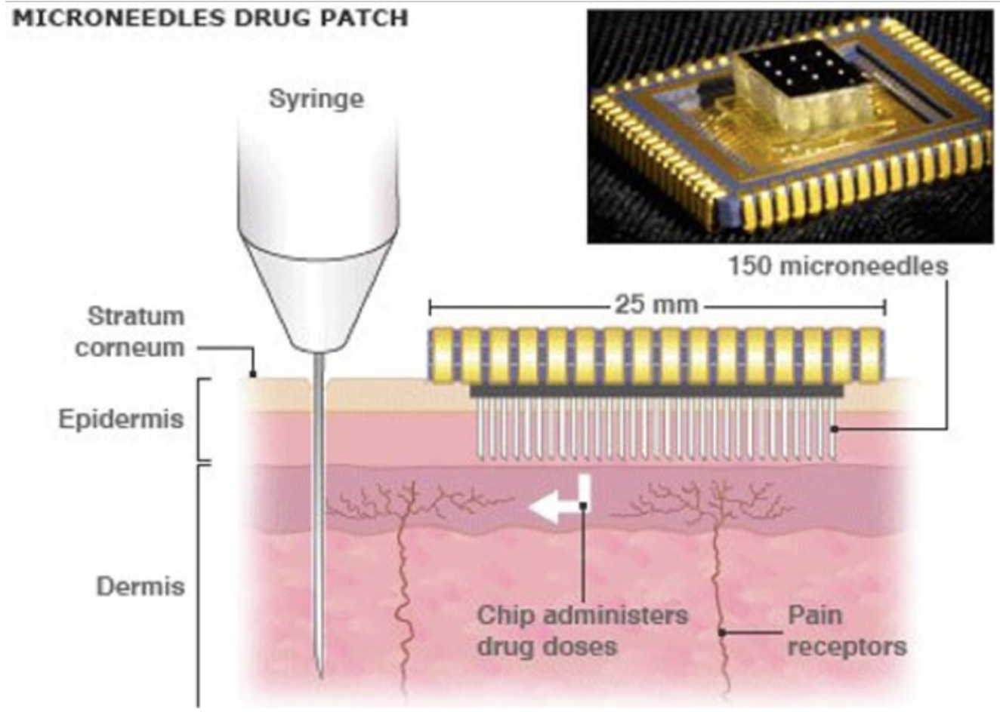 MICRONEEDLES DRUG PATCH
Syringe
150 microneedles
25 mm
Stratum
corneum
Epidermis
Dermis
Chip administers
drug doses
Pain
receptors